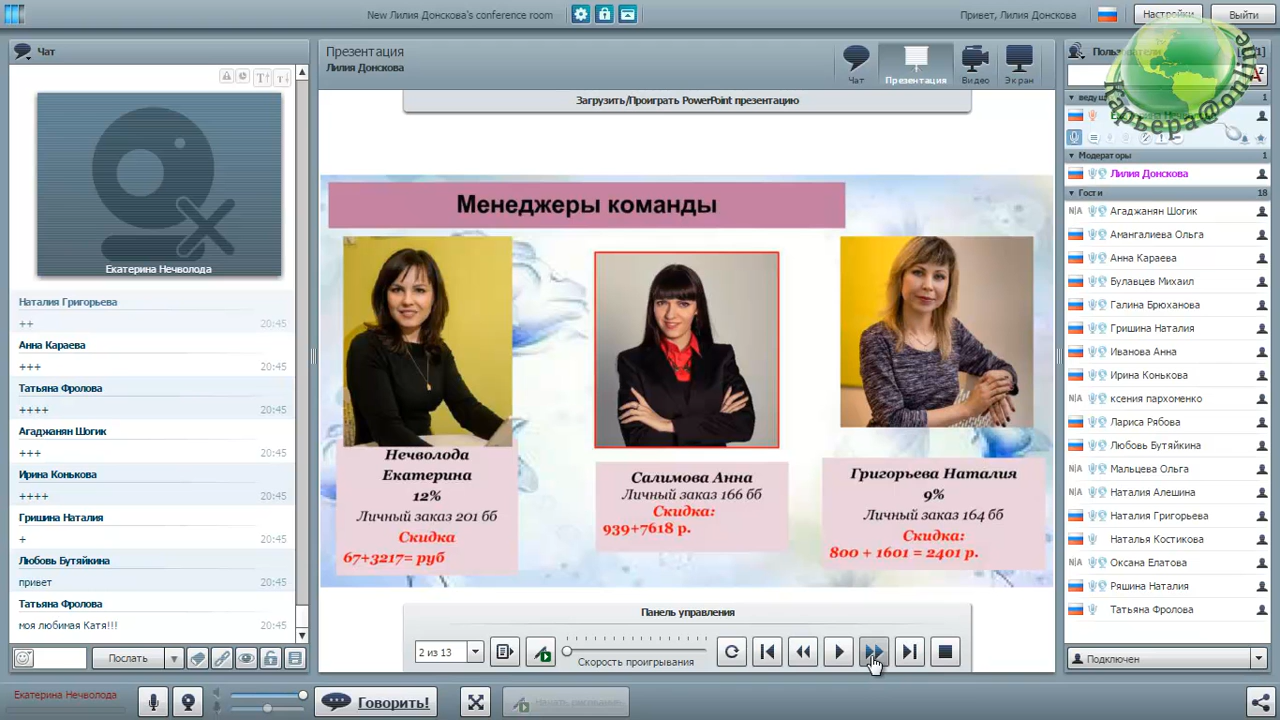 New Лилия Донскова's conference room
Привет, Лилия Донскова
Настройки
Выйти
Чат
Екатерина Нечволода
Наталия Григорьева
++
20:45
Анна Караева
+++
20:45
Татьяна Фролова
++++
20:45
Агаджанян Шогик
+++
20:45
Ирина Конькова
++++
20:45
Гришина Наталия
+
20:45
Любовь Бутяйкина
привет
20:45
Татьяна Фролова
моя любимая Катя!!!
20:45
Послать
Презентация
Лилия Донскова
Чат
Презентация
Видео
Экран
Загрузить/Проиграть PowerPoint презентацию
Менеджеры команды
Нечволода
Екатерина
12%
Личный заказ 201 бб
Скидка
67+3217= руб
Салимова Анна
Личный заказ 166 бб
Скидка:
939+7618 р.
Григорьева Наталия
9%
Личный заказ 164 бб
Скидка:
800 + 1601 = 2401 р.
Панель управления
2 из 13
Скорость проигрывания
карьера@online
Модераторы
1
Лилия Донскова
Гости
18
N\A Агаджанян Шогик
Амангалиева Ольга
Анна Караева
Булавцев Михаил
Галина Брюханова
Гришина Наталия
Иванова Анна
Ирина Конькова
N\A ксения пархоменко
Лариса Рябова
Любовь Бутяйкина
Мальцева Ольга
Наталия Алешина
Наталия Григорьева
Наталья Костикова
N\A Оксана Елатова
Ряшина Наталия
Татьяна Фролова
Подключен
Екатерина Нечволода
Говорить!